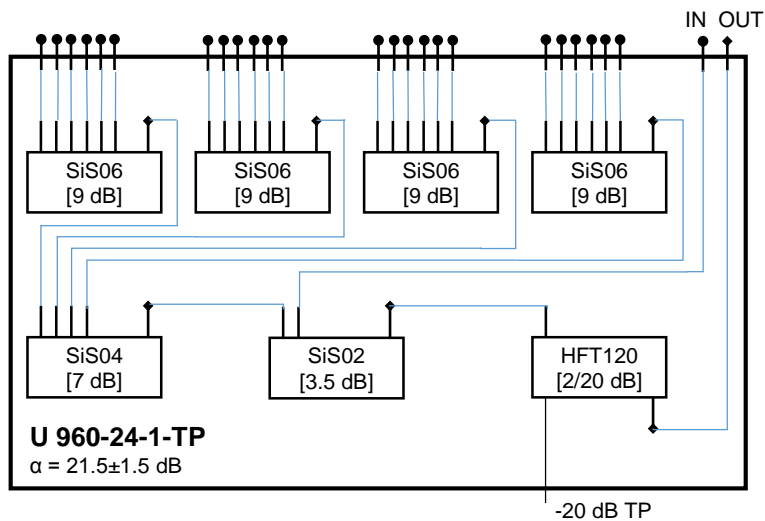 IN OUT
SiS06
[9 dB]
SiS06
[9 dB]
SiS06
[9 dB]
SiS06
[9 dB]
SiS04
[7 dB]
SiS02
[3.5 dB]
HFT120
[2/20 dB]
U 960-24-1-TP
α = 21.5±1.5 dB
-20 dB TP